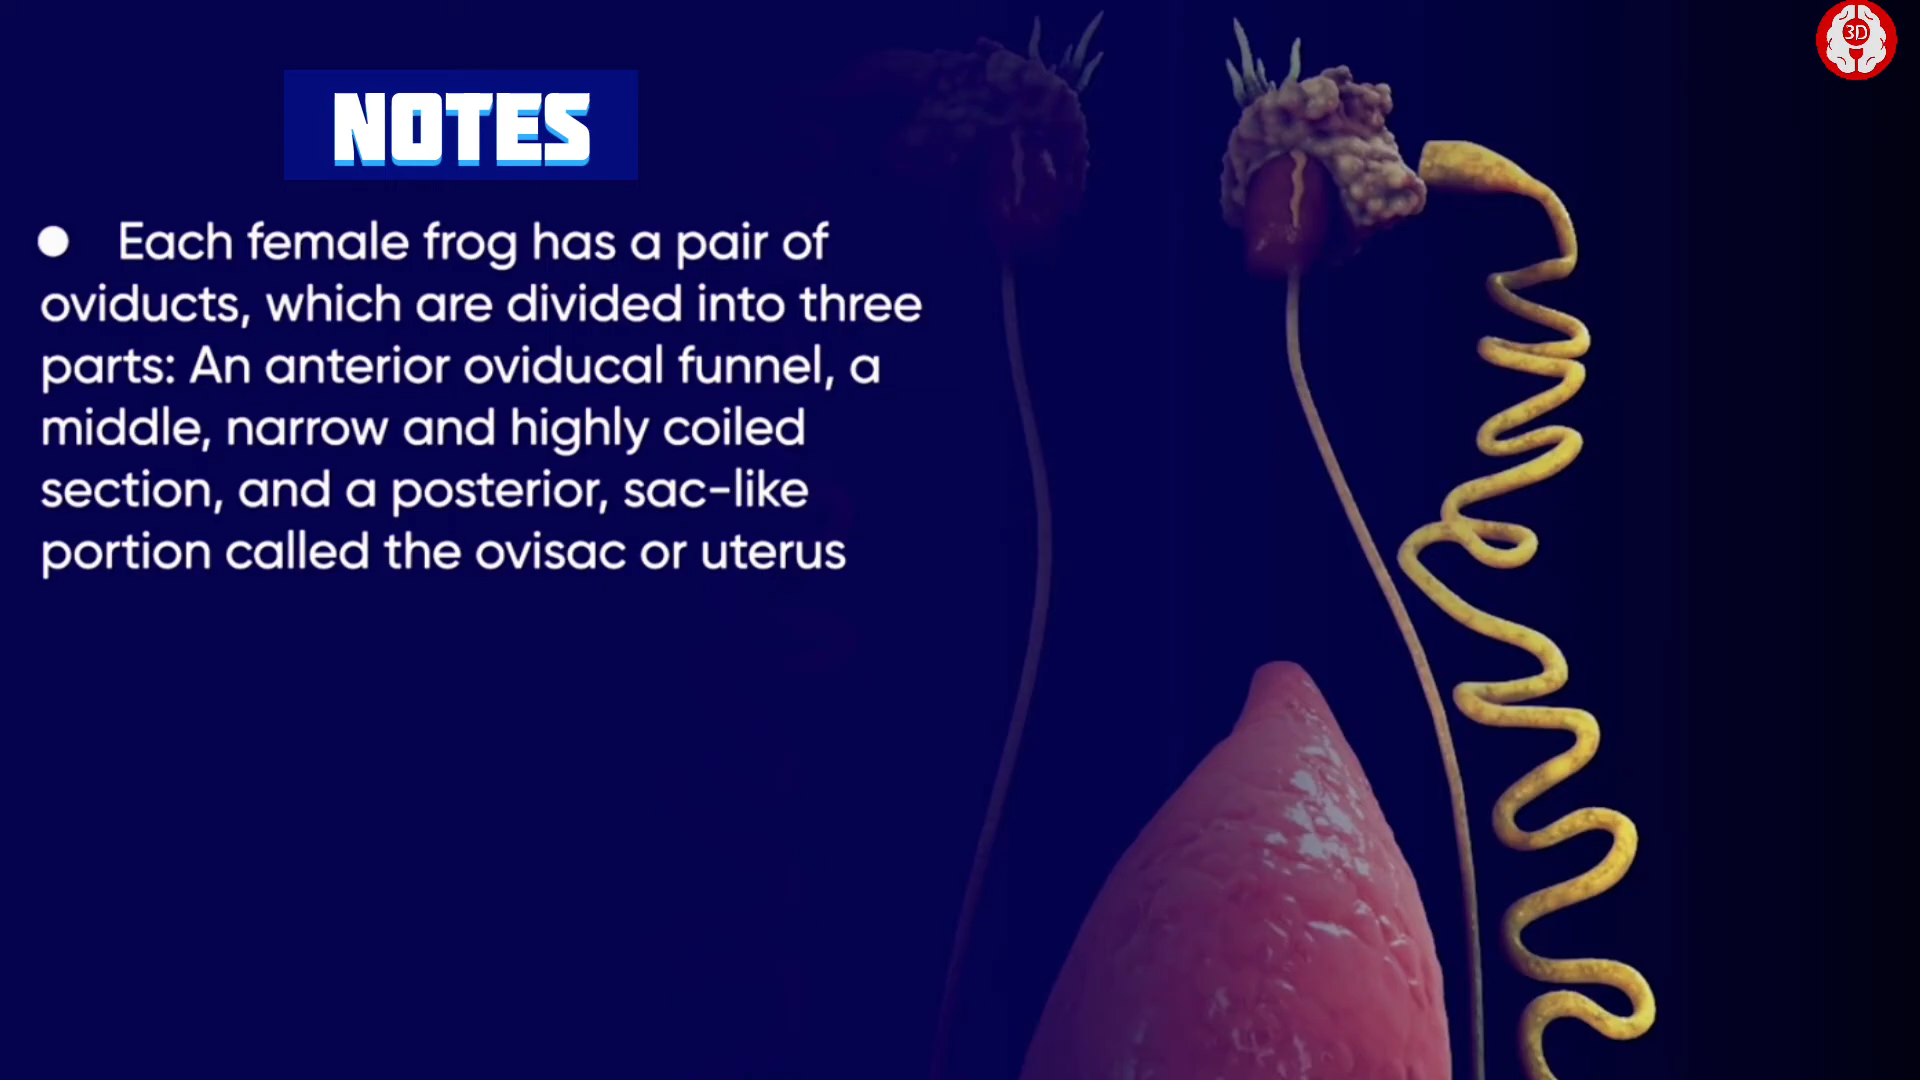 3D
NOTES
● Each female frog has a pair of
oviducts, which are divided into three
parts: An anterior oviducal funnel, a
middle, narrow and highly coiled
section, and a posterior, sac-like
portion called the ovisac or uterus